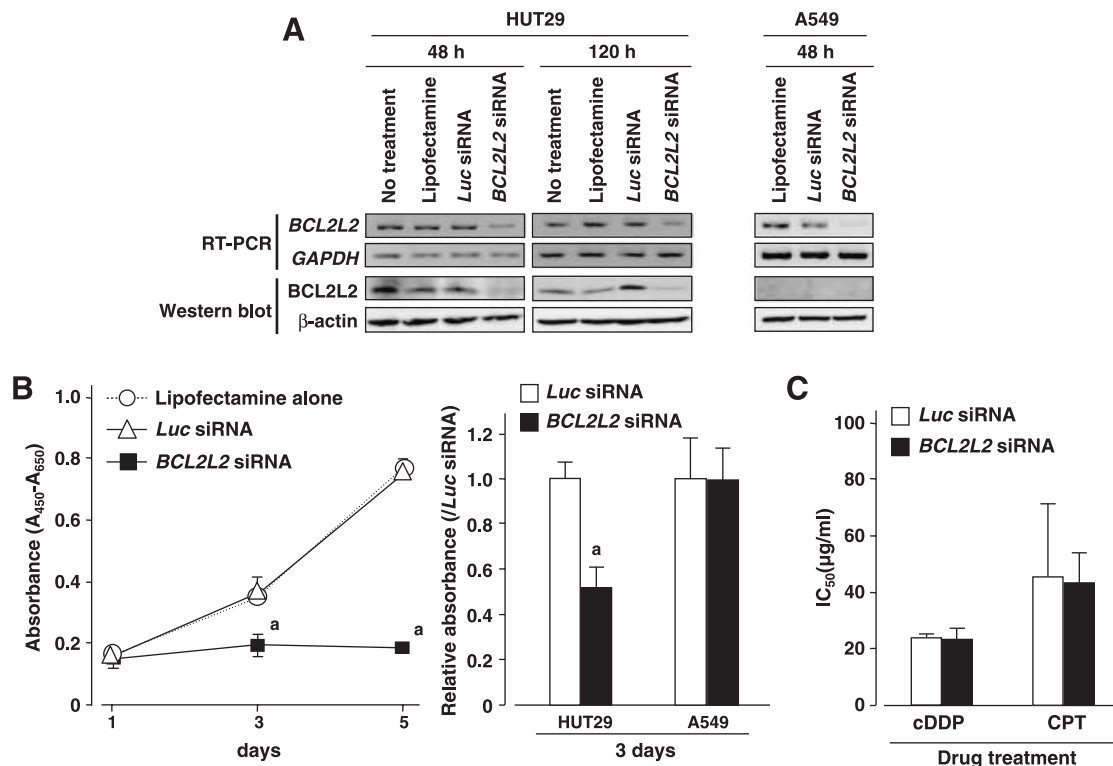 A
HUT29
A549
48 h
120 h
48 h
No treatment
Lipofectamine
Luc siRNA
BCL2L2 siRNA
No treatment
Lipofectamine
Luc siRNA
BCL2L2 siRNA
Lipofectamine
Luc siRNA
BCL2L2 siRNA
RT-PCR
BCL2L2
GAPDH
Western blot
BCL2L2
β-actin
B
Lipofectamine alone
Luc siRNA
BCL2L2 siRNA
Absorbance (A450-A650)
1.0
0.8
0.6
0.4
0.2
0
a
a
1
3
5
days
Luc siRNA
BCL2L2 siRNA
Relative absorbance (/Luc siRNA)
1.2
1.0
0.8
0.6
0.4
0.2
0
a
HUT29
A549
3 days
C
Luc siRNA
BCL2L2 siRNA
IC50(μg/ml)
100
80
60
40
20
0
cDDP
CPT
Drug treatment